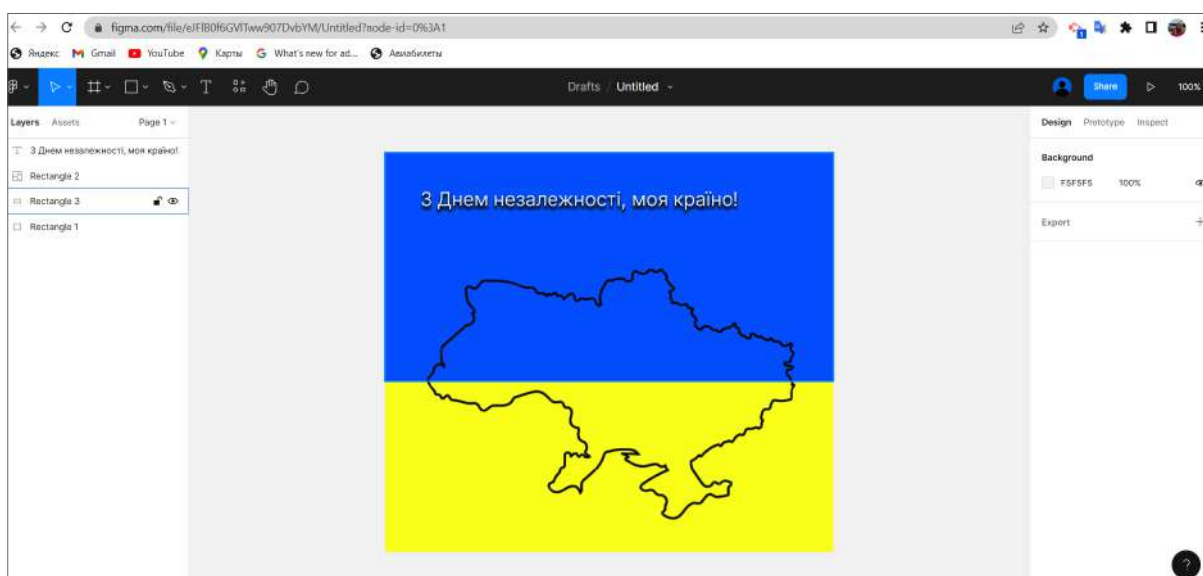 figma.com/file/eJFlB0f6GVlTww907DvbYM/Untitled?node-id=0%3A1
Яндекс Gmail YouTube Карты What's new for ad... Авиабилеты
Drafts / Untitled Share 100%
Layers Assets Page 1 Design Prototype Inspect
З Днем незалежності, моя країно!
Rectangle 2
Rectangle 3
Rectangle 1
Background
F5F5F5 100%
Export
З Днем незалежності, моя країно!
?